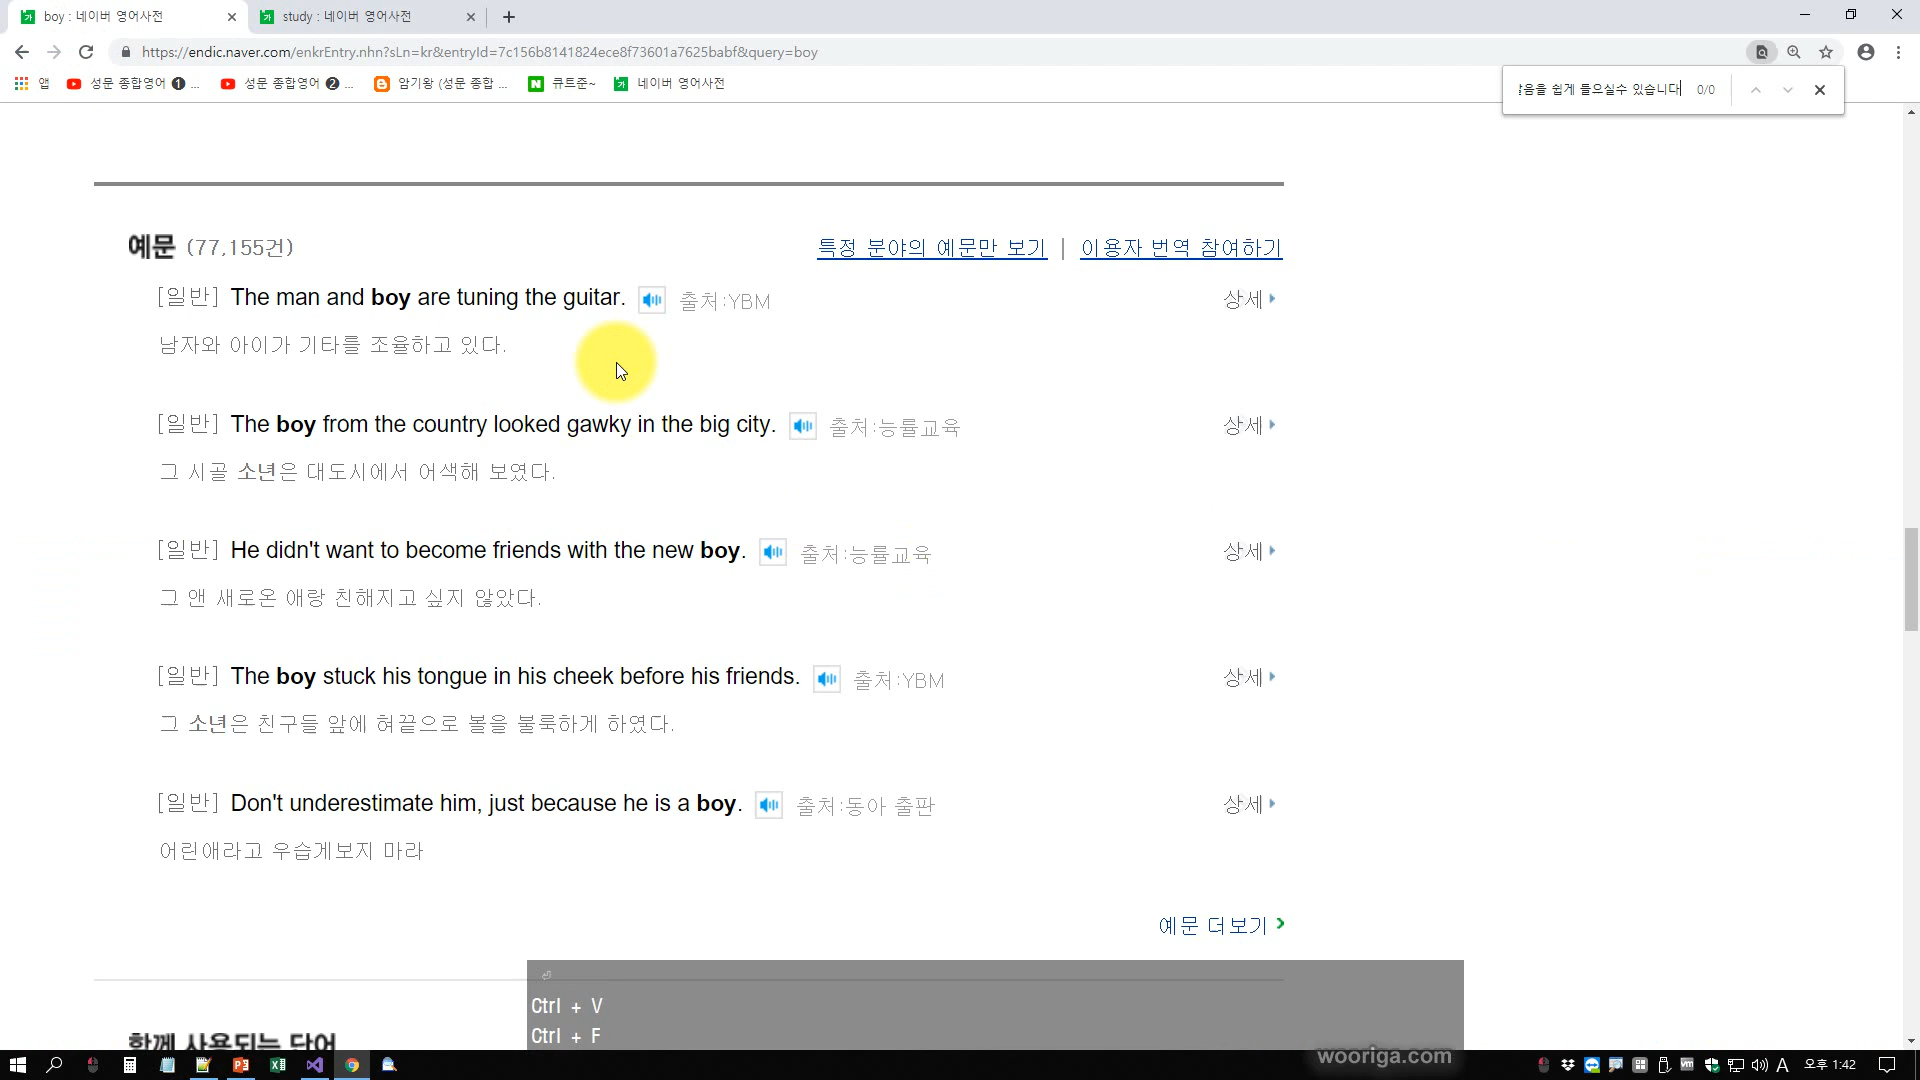 boy : 네이버 영어사전
study : 네이버 영어사전
https://endic.naver.com/enkrEntry.nhn?sLn=kr&entryId=7c156b8141824ece8f73601a7625babf&query=boy
앱
성문 종합영어 ❶ ...
성문 종합영어 ❷ ...
암기왕 (성문 종합 ...
큐트준~
네이버 영어사전
음을 쉽게 들으실수 있습니다 0/0
예문 (77,155건)
특정 분야의 예문만 보기 | 이용자 번역 참여하기
[일반] The man and boy are tuning the guitar. 출처:YBM 상세
남자와 아이가 기타를 조율하고 있다.
[일반] The boy from the country looked gawky in the big city. 출처:능률교육 상세
그 시골 소년은 대도시에서 어색해 보였다.
[일반] He didn't want to become friends with the new boy. 출처:능률교육 상세
그 앤 새로온 애랑 친해지고 싶지 않았다.
[일반] The boy stuck his tongue in his cheek before his friends. 출처:YBM 상세
그 소년은 친구들 앞에 혀끝으로 볼을 불룩하게 하였다.
[일반] Don't underestimate him, just because he is a boy. 출처:동아 출판 상세
어린애라고 우습게보지 마라
예문 더보기
Ctrl + V
Ctrl + F
함께 사용되는 단어
wooriga.com
A 오후 1:42